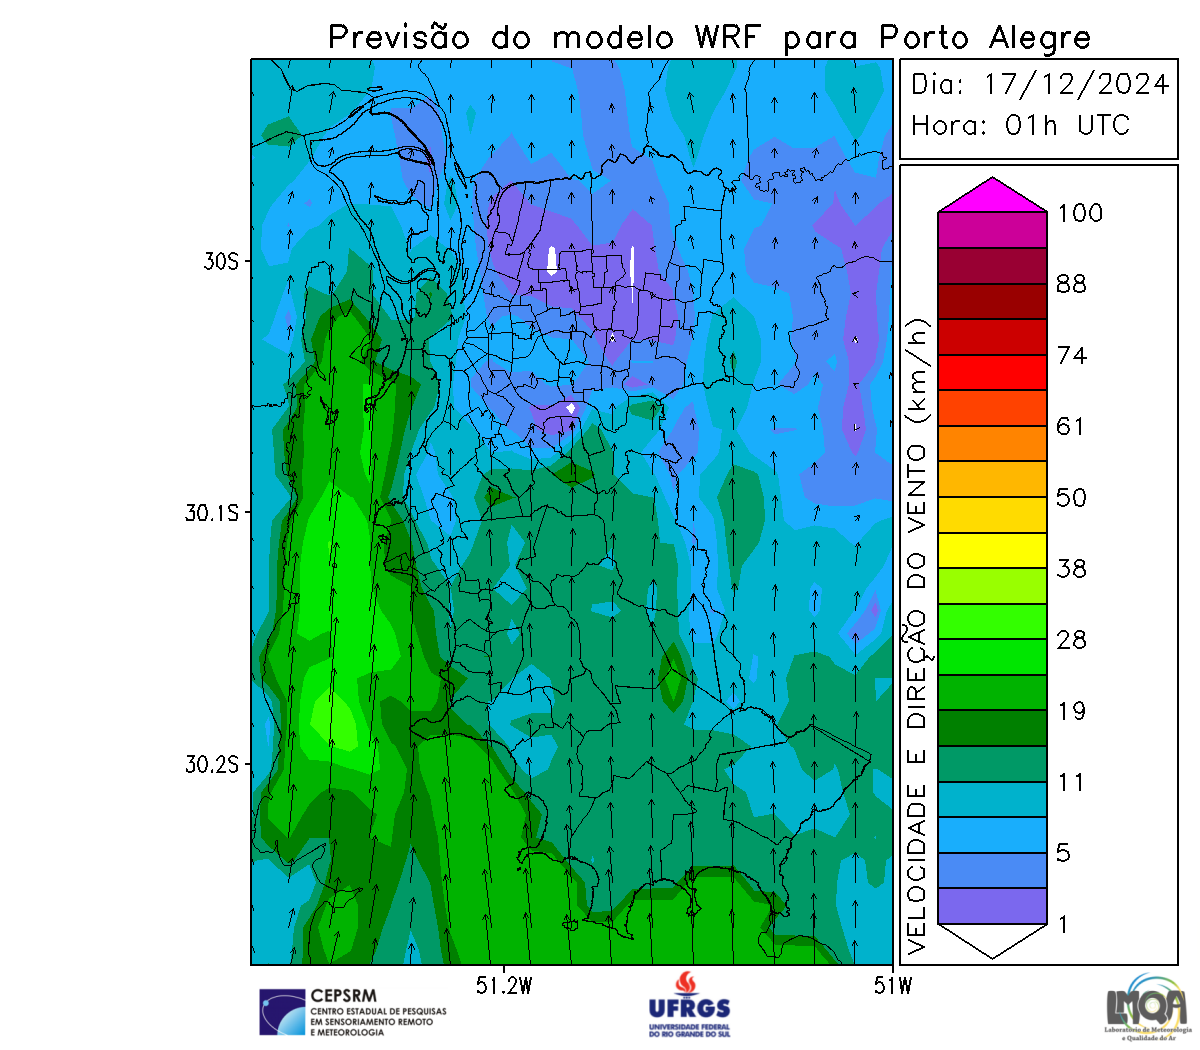 Previsão do modelo WRF para Porto Alegre
Dia: 17/12/2024
Hora: 01h UTC
30S
30.1S
30.2S
51.2W
51W
VELOCIDADE E DIREÇÃO DO VENTO (km/h)
100
88
74
61
50
38
28
19
11
5
1
CEPSRM
CENTRO ESTADUAL DE PESQUISAS
EM SENSORIAMENTO REMOTO
E METEOROLOGIA
UFRGS
UNIVERSIDADE FEDERAL
DO RIO GRANDE DO SUL
LMQA
Laboratório de Meteorologia
e Qualidade do Ar